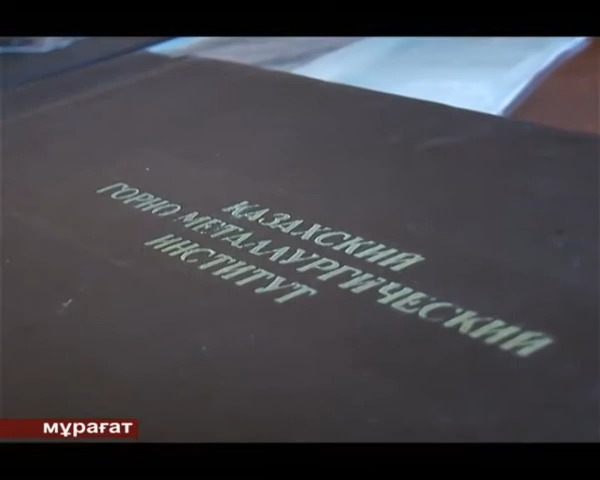 КАЗАХСКИЙ
ГОРНО МЕТАЛЛУРГИЧЕСКИЙ
ИНСТИТУТ
мұрағат